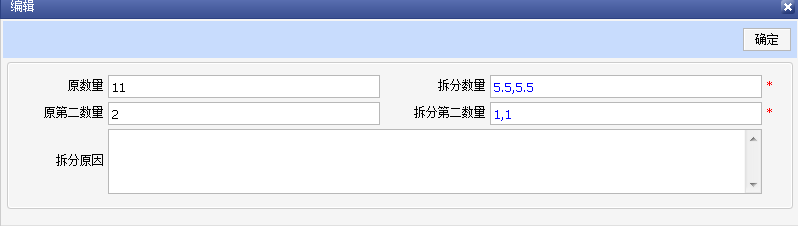 编辑
确定
原数量 11 拆分数量 5.5,5.5 *
原第二数量 2 拆分第二数量 1,1 *
拆分原因